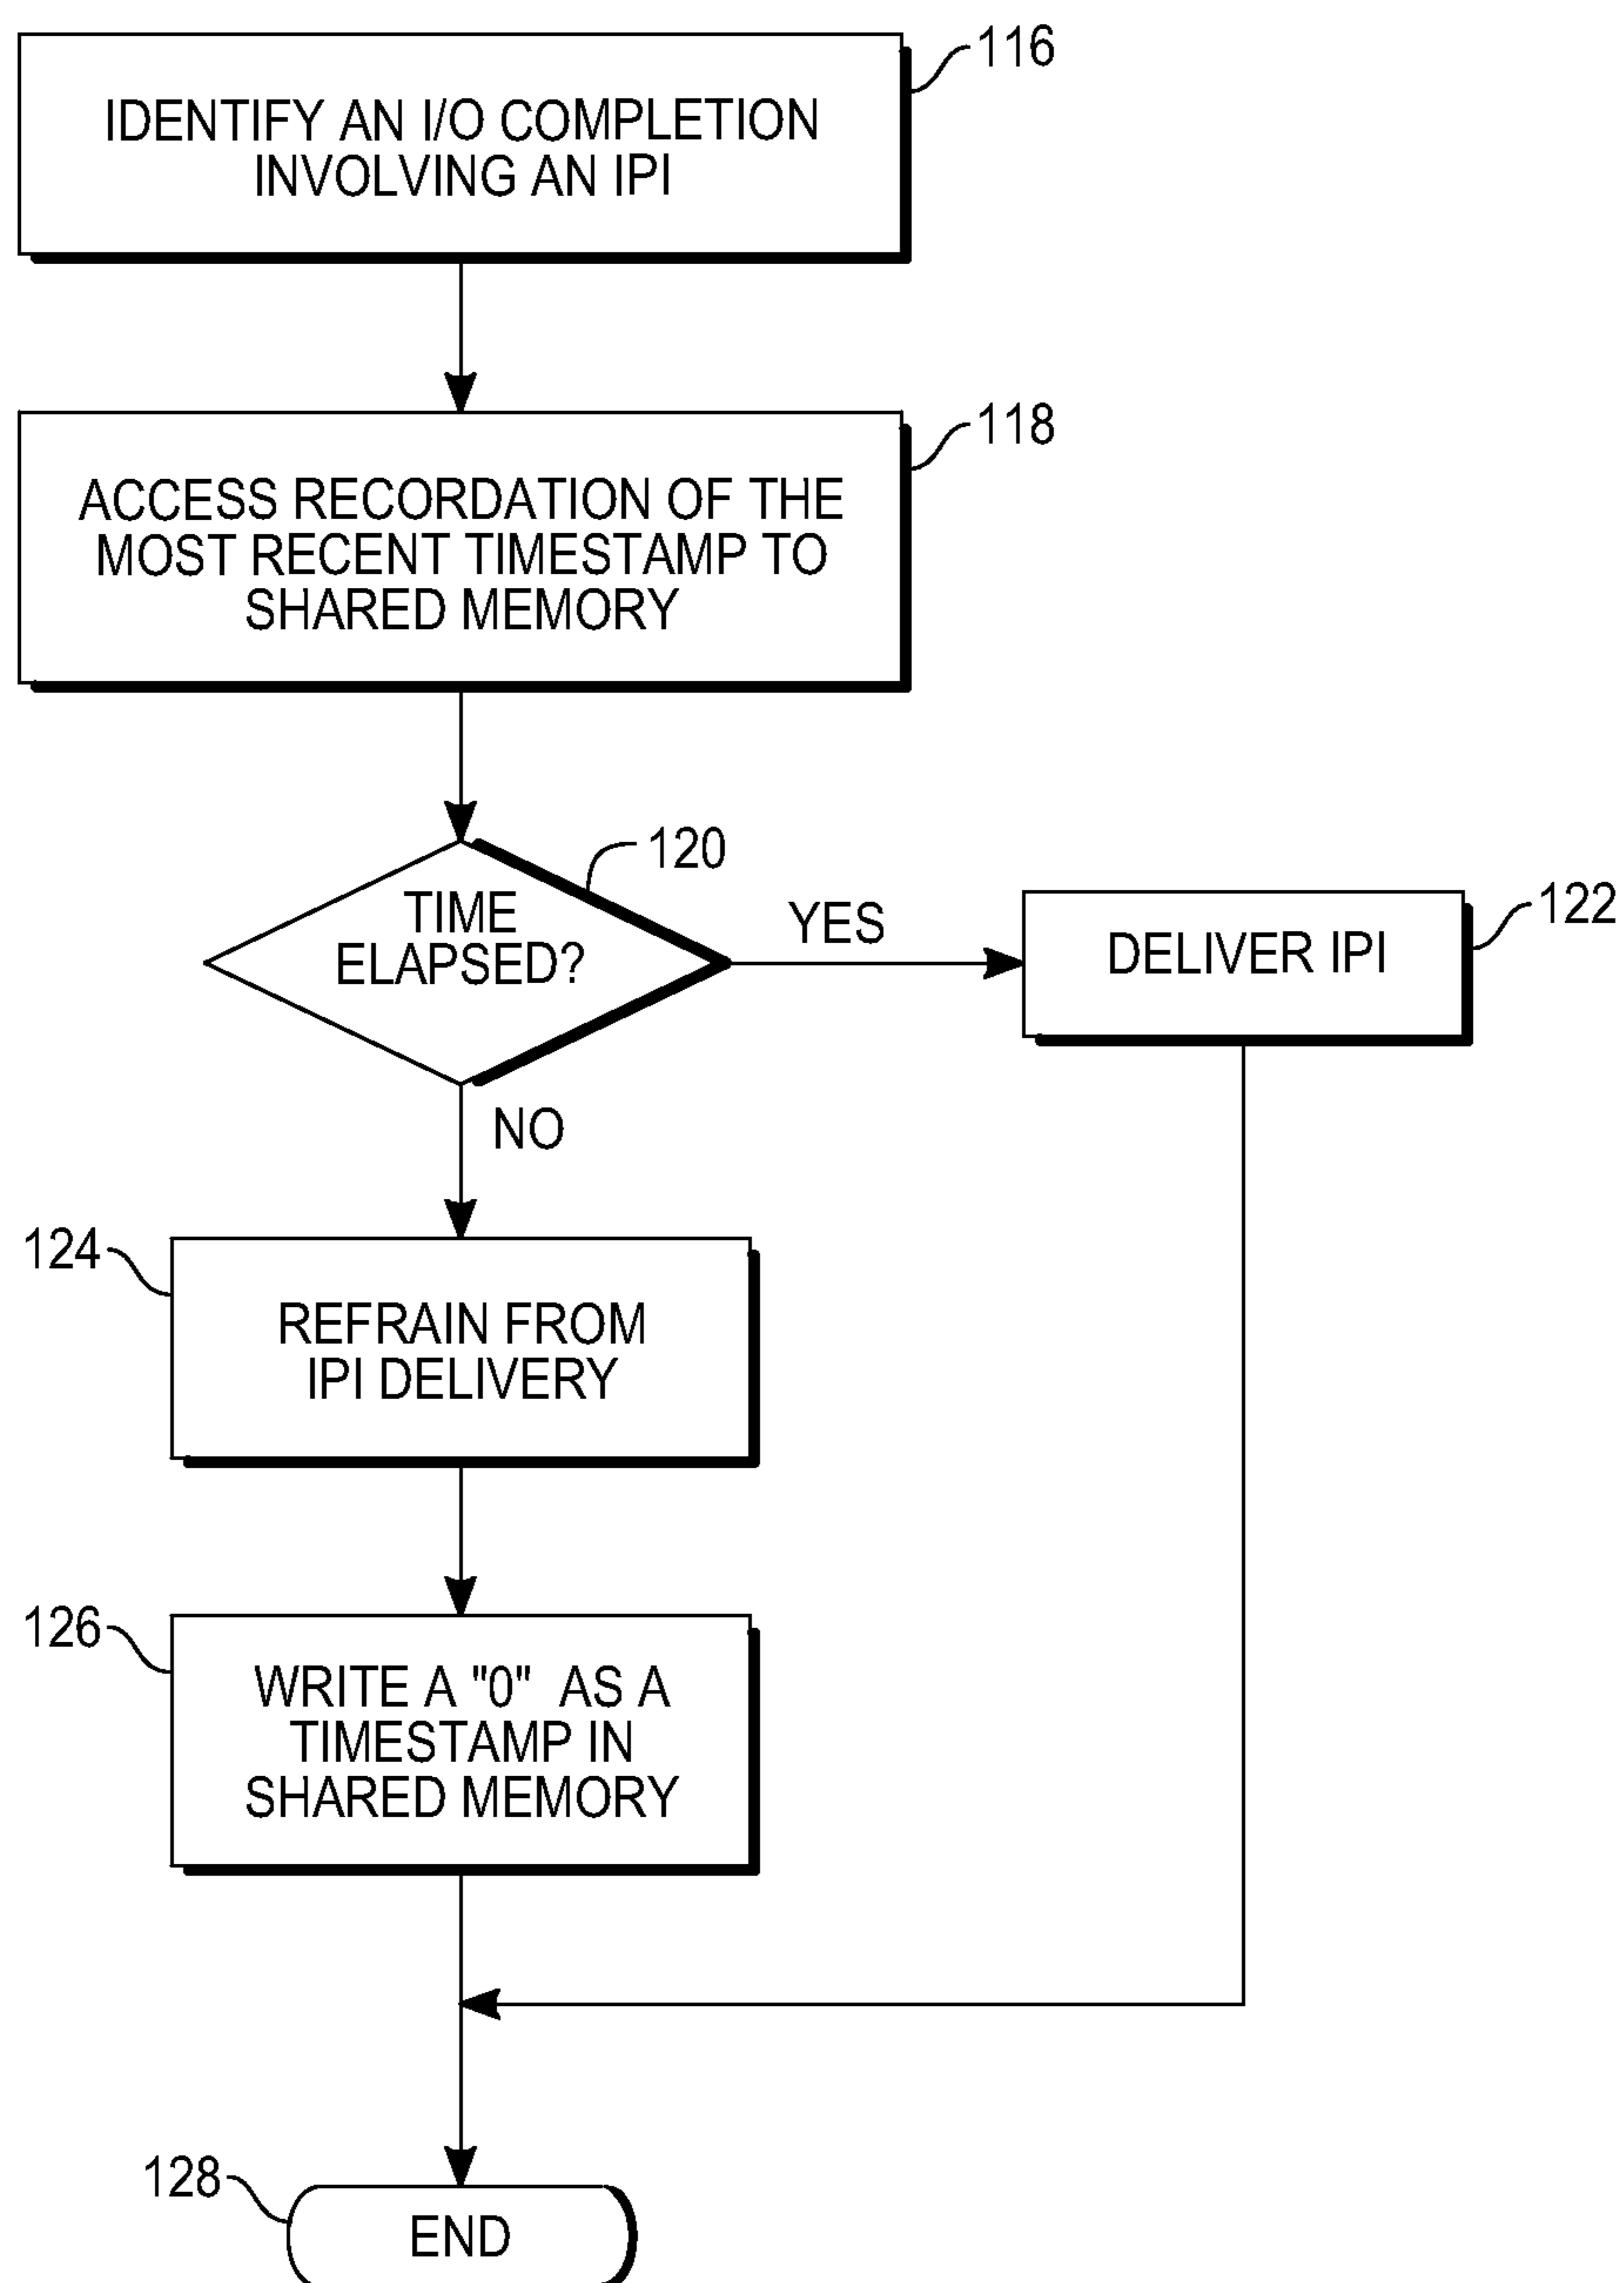 116
IDENTIFY AN I/O COMPLETION
INVOLVING AN IPI
118
ACCESS RECORDATION OF THE
MOST RECENT TIMESTAMP TO
SHARED MEMORY
120
TIME
ELAPSED?
YES
122
DELIVER IPI
NO
124
REFRAIN FROM
IPI DELIVERY
126
WRITE A "0" AS A
TIMESTAMP IN
SHARED MEMORY
128
END